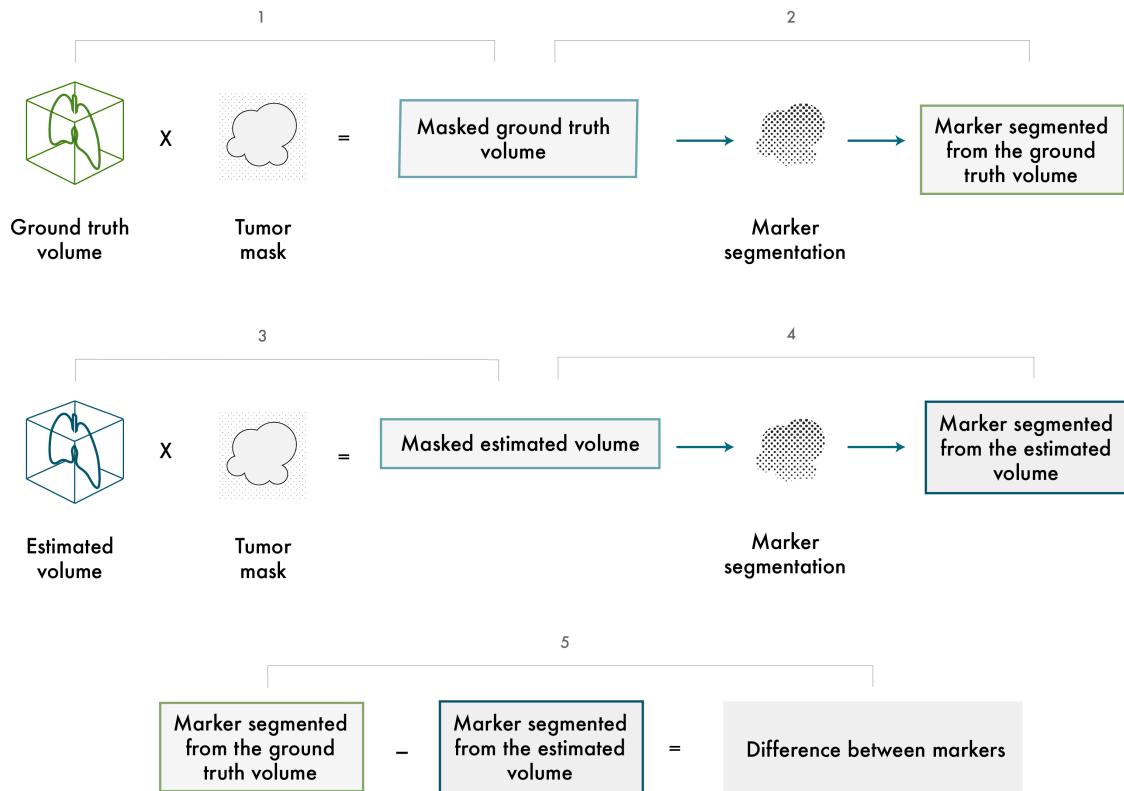 1
2
X
=
Masked ground truth
volume
Marker segmented
from the ground
truth volume
Ground truth
volume
Tumor
mask
Marker
segmentation
3
4
X
=
Masked estimated volume
Marker segmented
from the estimated
volume
Estimated
volume
Tumor
mask
Marker
segmentation
5
Marker segmented
from the ground
truth volume
–
Marker segmented
from the estimated
volume
=
Difference between markers